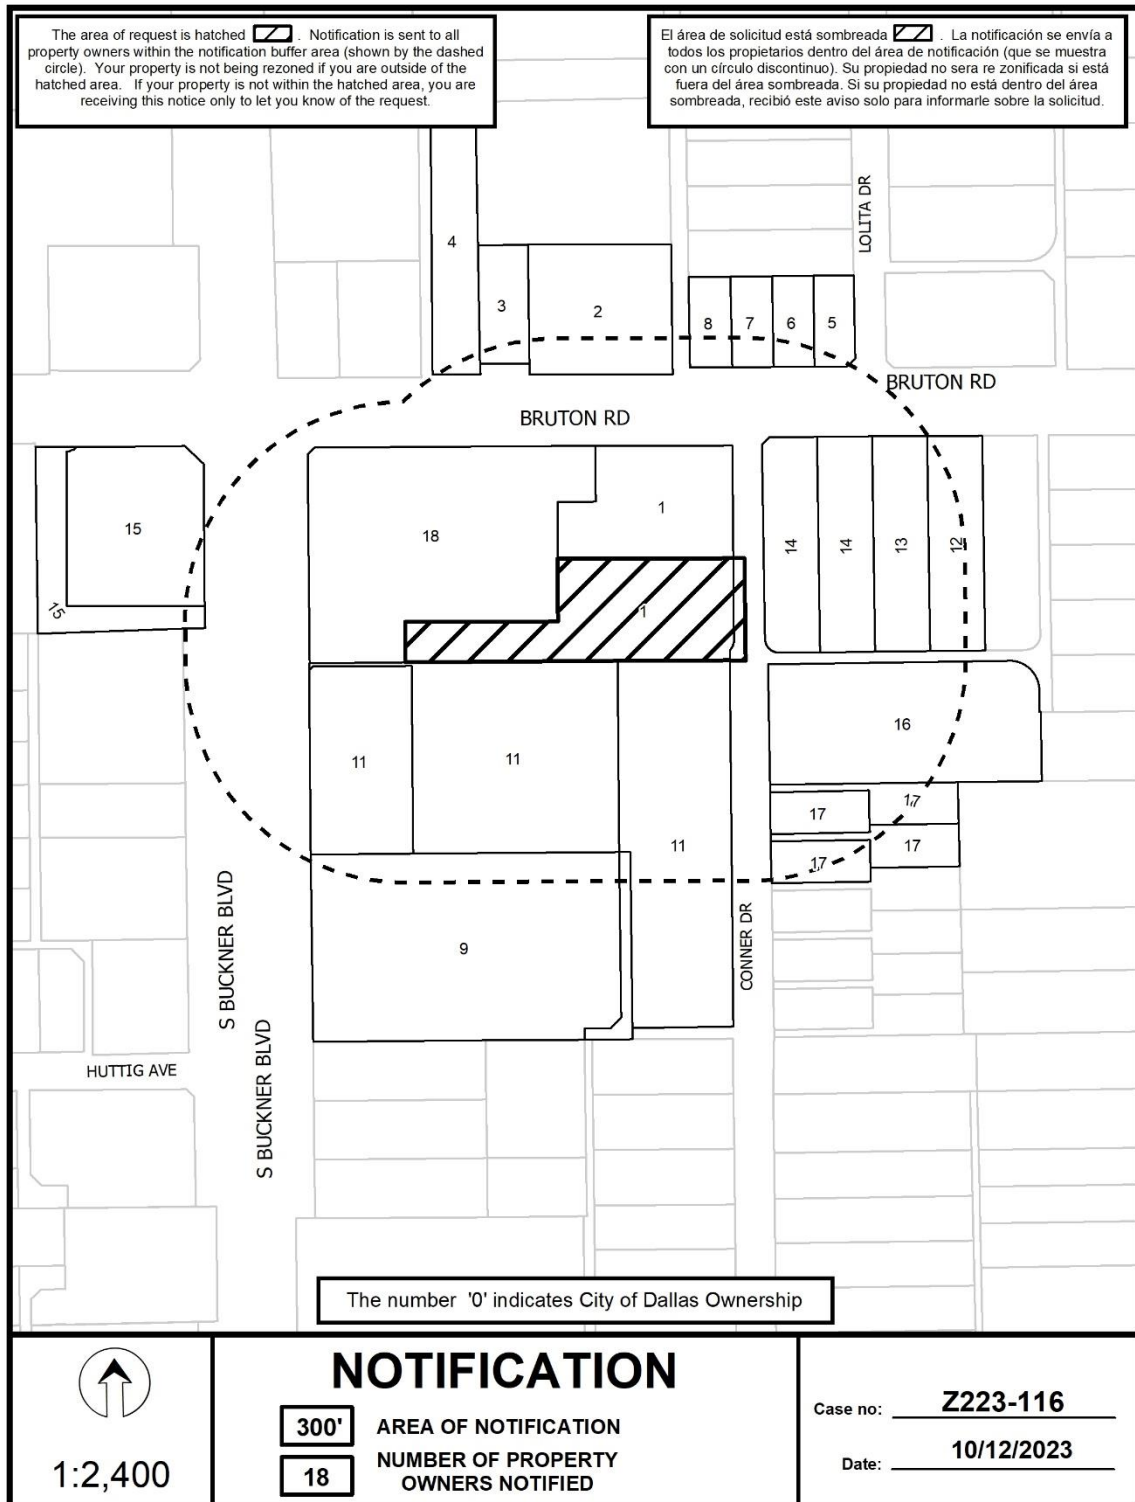 The area of request is hatched . Notification is sent to all
property owners within the notification buffer area (shown by the dashed
circle). Your property is not being rezoned if you are outside of the
hatched area. If your property is not within the hatched area, you are
receiving this notice only to let you know of the request.
El área de solicitud está sombreada . La notificación se envía a
todos los propietarios dentro del área de notificación (que se muestra
con un círculo discontinuo). Su propiedad no sera re zonificada si está
fuera del área sombreada. Si su propiedad no está dentro del área
sombreada, recibió este aviso solo para informarle sobre la solicitud.
LOLITA DR
4
3
2
8
7
6
5
BRUTON RD
BRUTON RD
15
18
1
14
14
13
12
15
1
16
11
11
17
17
11
17
17
S BUCKNER BLVD
9
CONNER DR
S BUCKNER BLVD
HUTTIG AVE
The number '0' indicates City of Dallas Ownership
1:2,400
NOTIFICATION
300' AREA OF NOTIFICATION
18 NUMBER OF PROPERTY
OWNERS NOTIFIED
Case no: Z223-116
Date: 10/12/2023